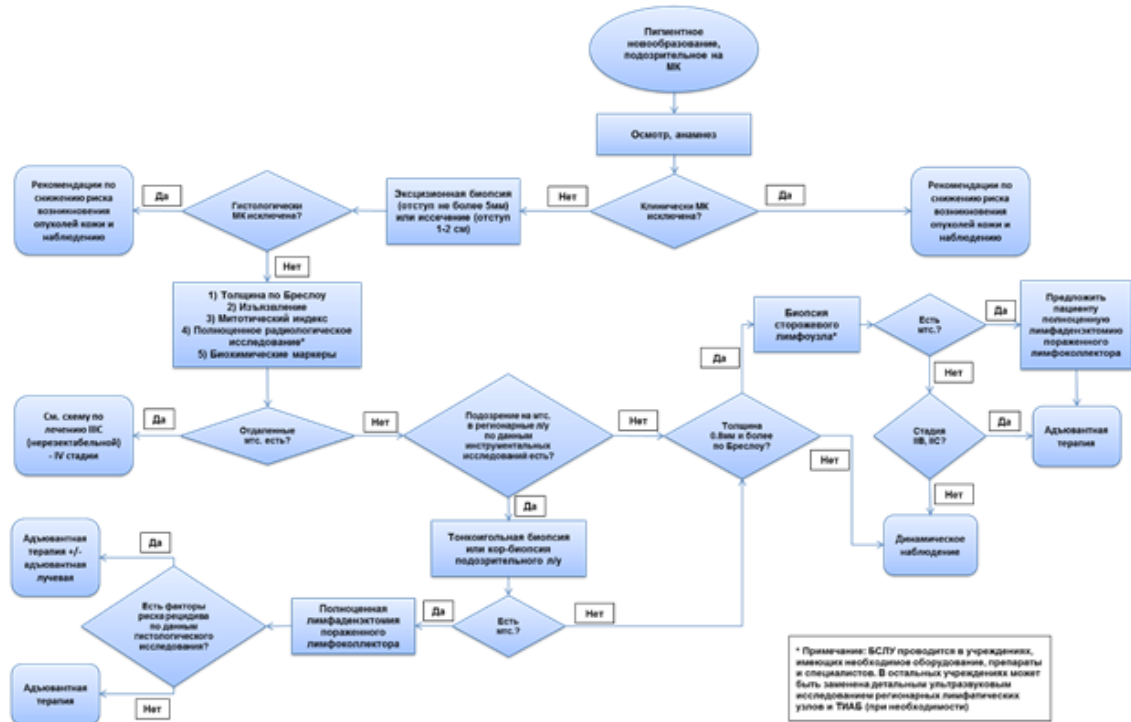 Пигментное
новообразование,
подозрительное на
МК
Осмотр, анамнез
Рекомендации по
снижению риска
возникновения
опухолей кожи и
наблюдению
Да
Гистологически
МК исключена?
Эксцизионная биопсия
(отступ не более 5мм)
или иссечение (отступ
1-2 см)
Нет
Клинически МК
исключена?
Да
Рекомендации по
снижению риска
возникновения
опухолей кожи и
наблюдению
Нет
1) Толщина по Бреслоу
2) Изъязвление
3) Митотический индекс
4) Полноценное радиологическое
исследование*
5) Биохимические маркеры
Биопсия
сторожевого
лимфоузла*
Есть
мтс.?
Да
Предложить
пациенту
полноценную
лимфаденэктомию
пораженного
лимфоколлектора
Да
Нет
См. схему по
лечению IIIC
(нерезектабельной)
- IV стадии
Да
Отдаленные
мтс. есть?
Нет
Подозрение на мтс.
в регионарные л/у
по данным
инструментальных
исследований есть?
Нет
Толщина
0.8мм и более
по Бреслоу?
Нет
Стадия
IIB, IIC?
Да
Адъювантная
терапия
Да
Нет
Тонкоигольная биопсия
или кор-биопсия
подозрительного л/у
Динамическое
наблюдение
Адъювантная
терапия +/-
адъювантная
лучевая
Да
Есть факторы
риска рецидива
по данным
гистологического
исследования?
Полноценная
лимфаденэктомия
пораженного
лимфоколлектора
Да
Есть
мтс.?
Нет
Адъювантная
терапия
Нет
* Примечание: БСЛУ проводится в учреждениях,
имеющих необходимое оборудование, препараты
и специалистов. В остальных учреждениях может
быть заменена детальным ультразвуковым
исследованием регионарных лимфатических
узлов и ТИАБ (при необходимости)